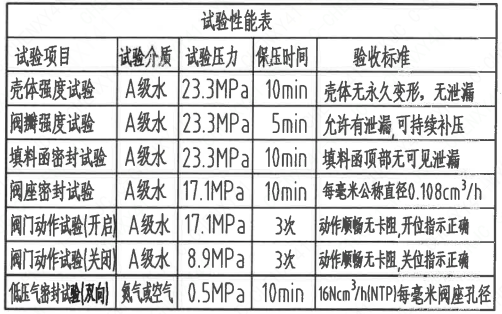 试验性能表
试验项目 试验介质 试验压力 保压时间 验收标准
壳体强度试验 A级水 23.3MPa 10min 壳体无永久变形，无泄漏
阀瓣强度试验 A级水 23.3MPa 5min 允许有泄漏,可持续补压
填料函密封试验 A级水 23.3MPa 10min 填料函顶部无可见泄漏
阀座密封试验 A级水 17.1MPa 10min 每毫米公称直径0.108cm³/h
阀门动作试验(开启) A级水 17.1MPa 3次 动作顺畅无卡阻,开位指示正确
阀门动作试验(关闭) A级水 8.9MPa 3次 动作顺畅无卡阻,关位指示正确
低压气密封试验(双向) 氮气或空气 0.5MPa 10min 16Ncm³/h(NTP)每毫米阀座孔径